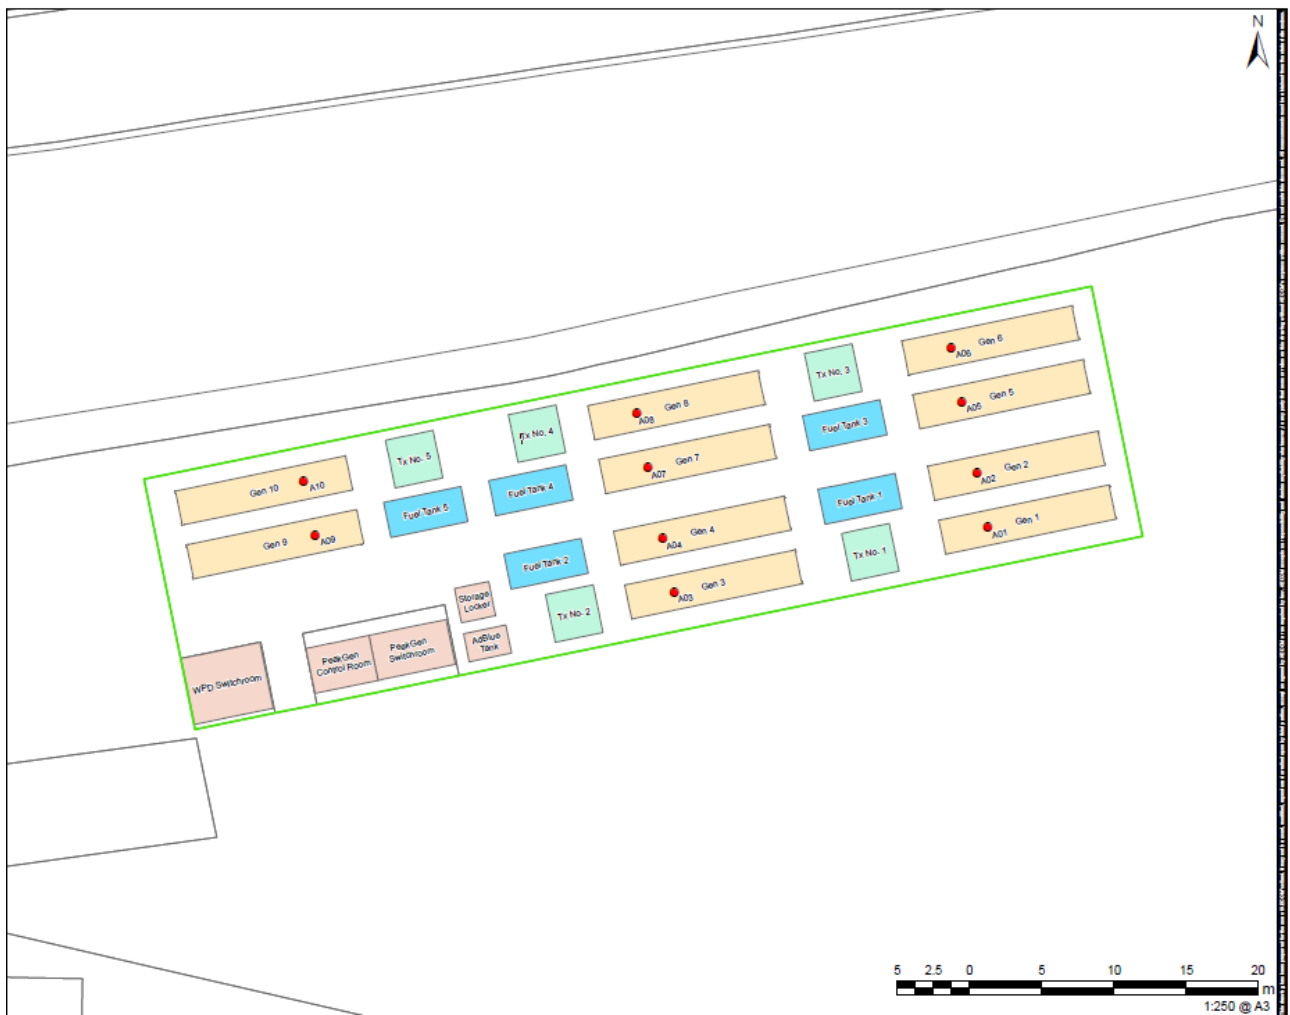 N
Gen 6
A06
Tx No. 3
Gen 5
A05
Gen 8
A08
Fuel Tank 3
Tx No. 4
Gen 7
A07
Gen 2
A02
Tx No. 5
Fuel Tank 4
Fuel Tank 1
Gen 10
A10
Gen 1
A01
Fuel Tank 5
Gen 4
A04
Gen 9
A09
Tx No. 1
Fuel Tank 2
Gen 3
A03
Storage
Locker
Tx No. 2
AdBlue
Tank
PeakGen
Switchroom
PeakGen
Control Room
WPD Switchroom
5 2.5 0 5 10 15 20
m
1:250 @ A3